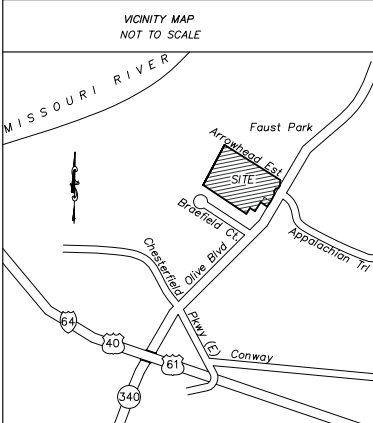 VICINITY MAP
NOT TO SCALE
MISSOURI RIVER
Faust Park
Arrowhead Est.
SITE
Braefield Ct.
Appalachian Trl
Chesterfield
Olive Blvd
Pkwy (E)
64
40
61
Conway
340